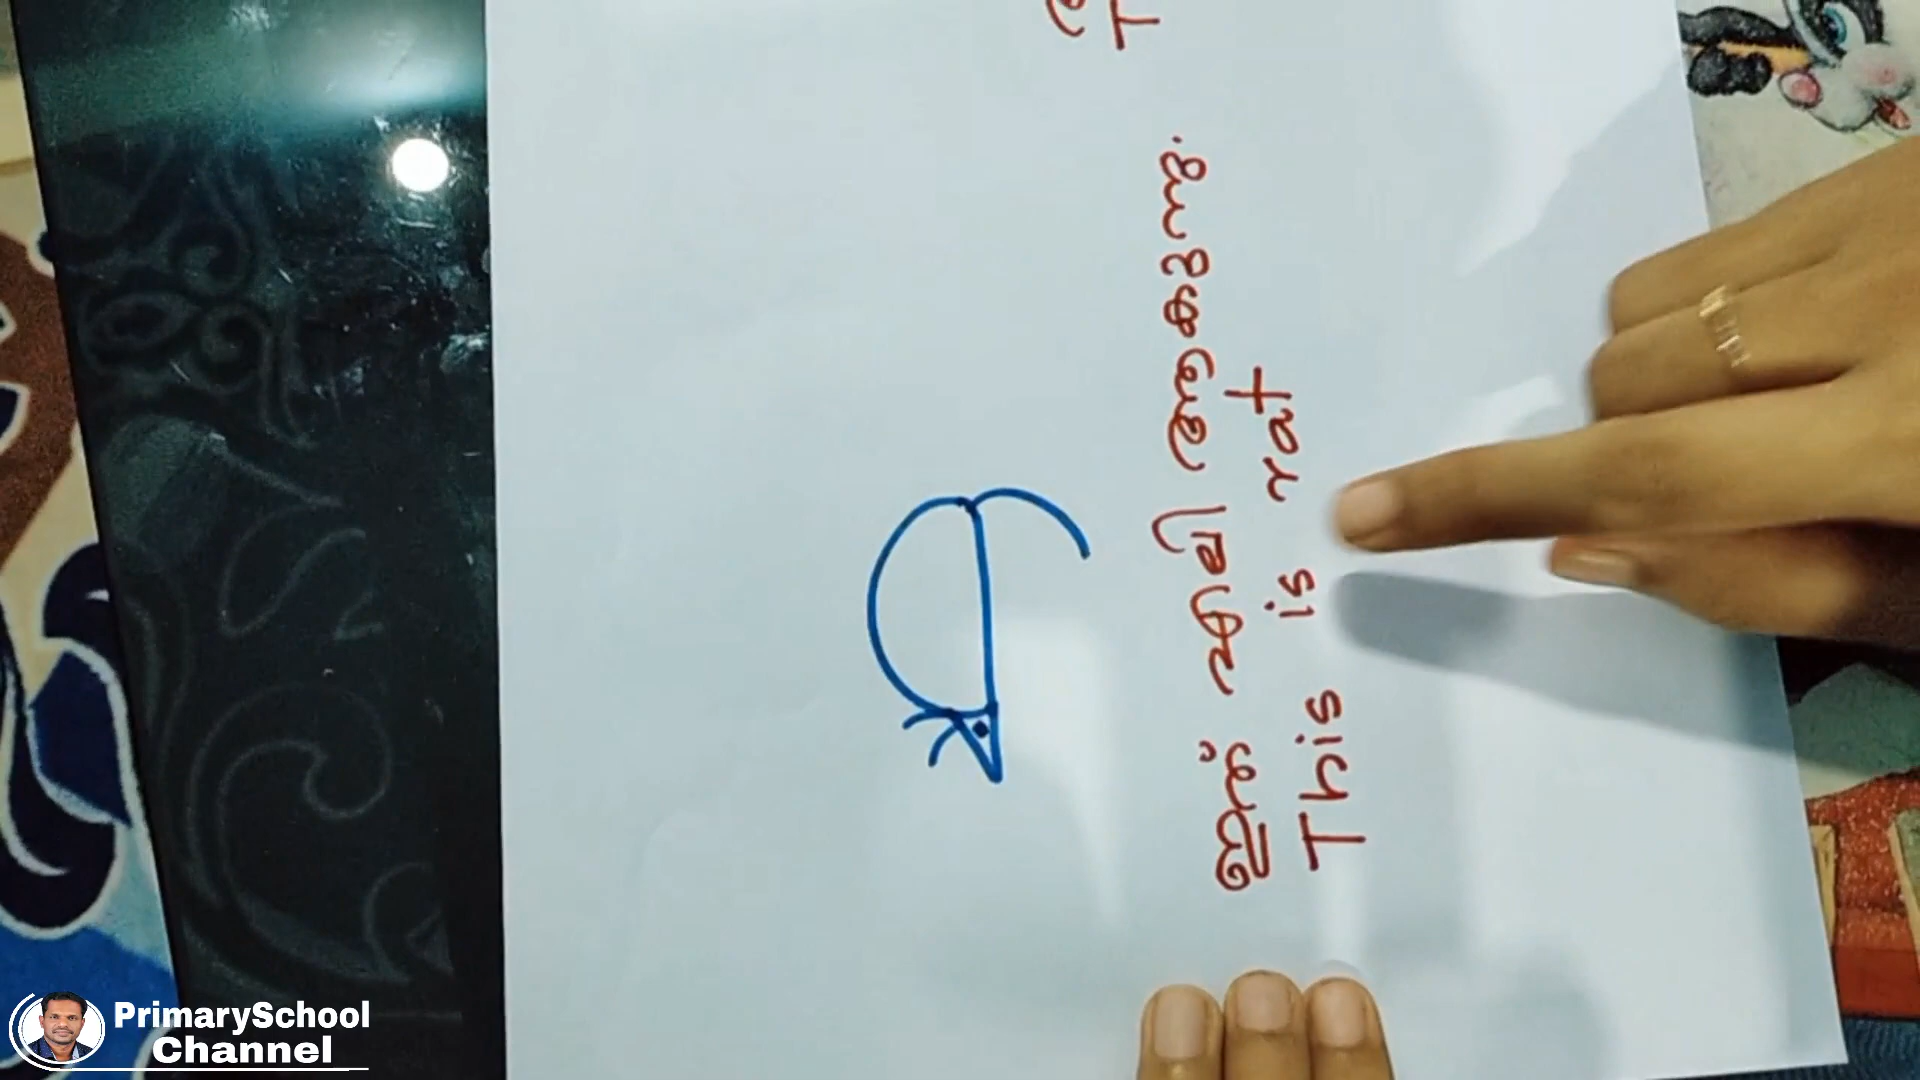 ഇത് എലി ആകുന്നു.
This is rat
PrimarySchool
Channel